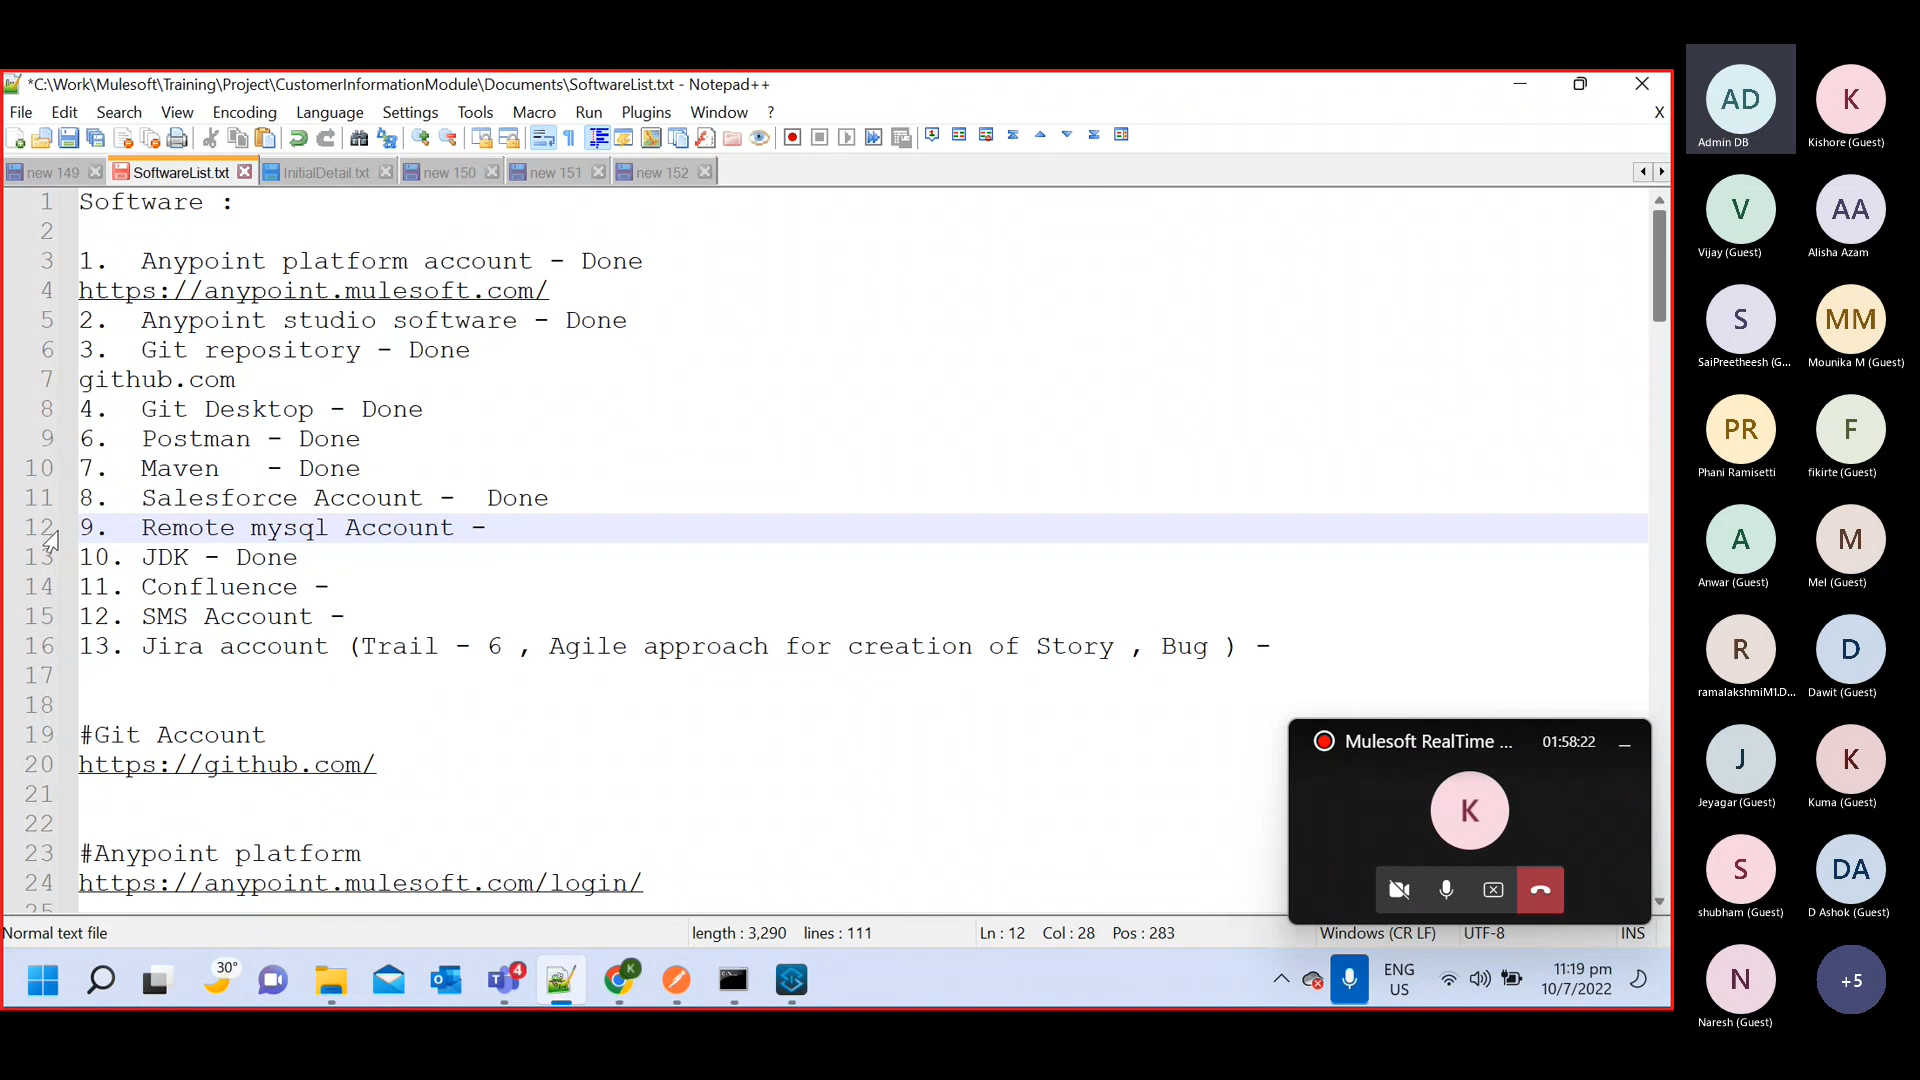 *C:\Work\Mulesoft\Training\Project\CustomerInformationModule\Documents\SoftwareList.txt - Notepad++
File Edit Search View Encoding Language Settings Tools Macro Run Plugins Window ? X
new 149 SoftwareList.txt InitialDetail.txt new 150 new 151 new 152
1 Software :
2
3 1. Anypoint platform account - Done
4 https://anypoint.mulesoft.com/
5 2. Anypoint studio software - Done
6 3. Git repository - Done
7 github.com
8 4. Git Desktop - Done
9 6. Postman - Done
10 7. Maven - Done
11 8. Salesforce Account - Done
12 9. Remote mysql Account -
13 10. JDK - Done
14 11. Confluence -
15 12. SMS Account -
16 13. Jira account (Trail - 6 , Agile approach for creation of Story , Bug ) -
17
18
19 #Git Account
20 https://github.com/
21
22
23 #Anypoint platform
24 https://anypoint.mulesoft.com/login/
25
Mulesoft RealTime ... 01:58:22
K
Normal text file length : 3,290 lines : 111 Ln : 12 Col : 28 Pos : 283 Windows (CR LF) UTF-8 INS
30° 4 K ENG US 11:19 pm 10/7/2022
AD K
Admin DB Kishore (Guest)
V AA
Vijay (Guest) Alisha Azam
S MM
SaiPreetheesh (G... Mounika M (Guest)
PR F
Phani Ramisetti fikirte (Guest)
A M
Anwar (Guest) Mel (Guest)
R D
ramalakshmiM1.D... Dawit (Guest)
J K
Jeyagar (Guest) Kuma (Guest)
S DA
shubham (Guest) D Ashok (Guest)
N +5
Naresh (Guest)